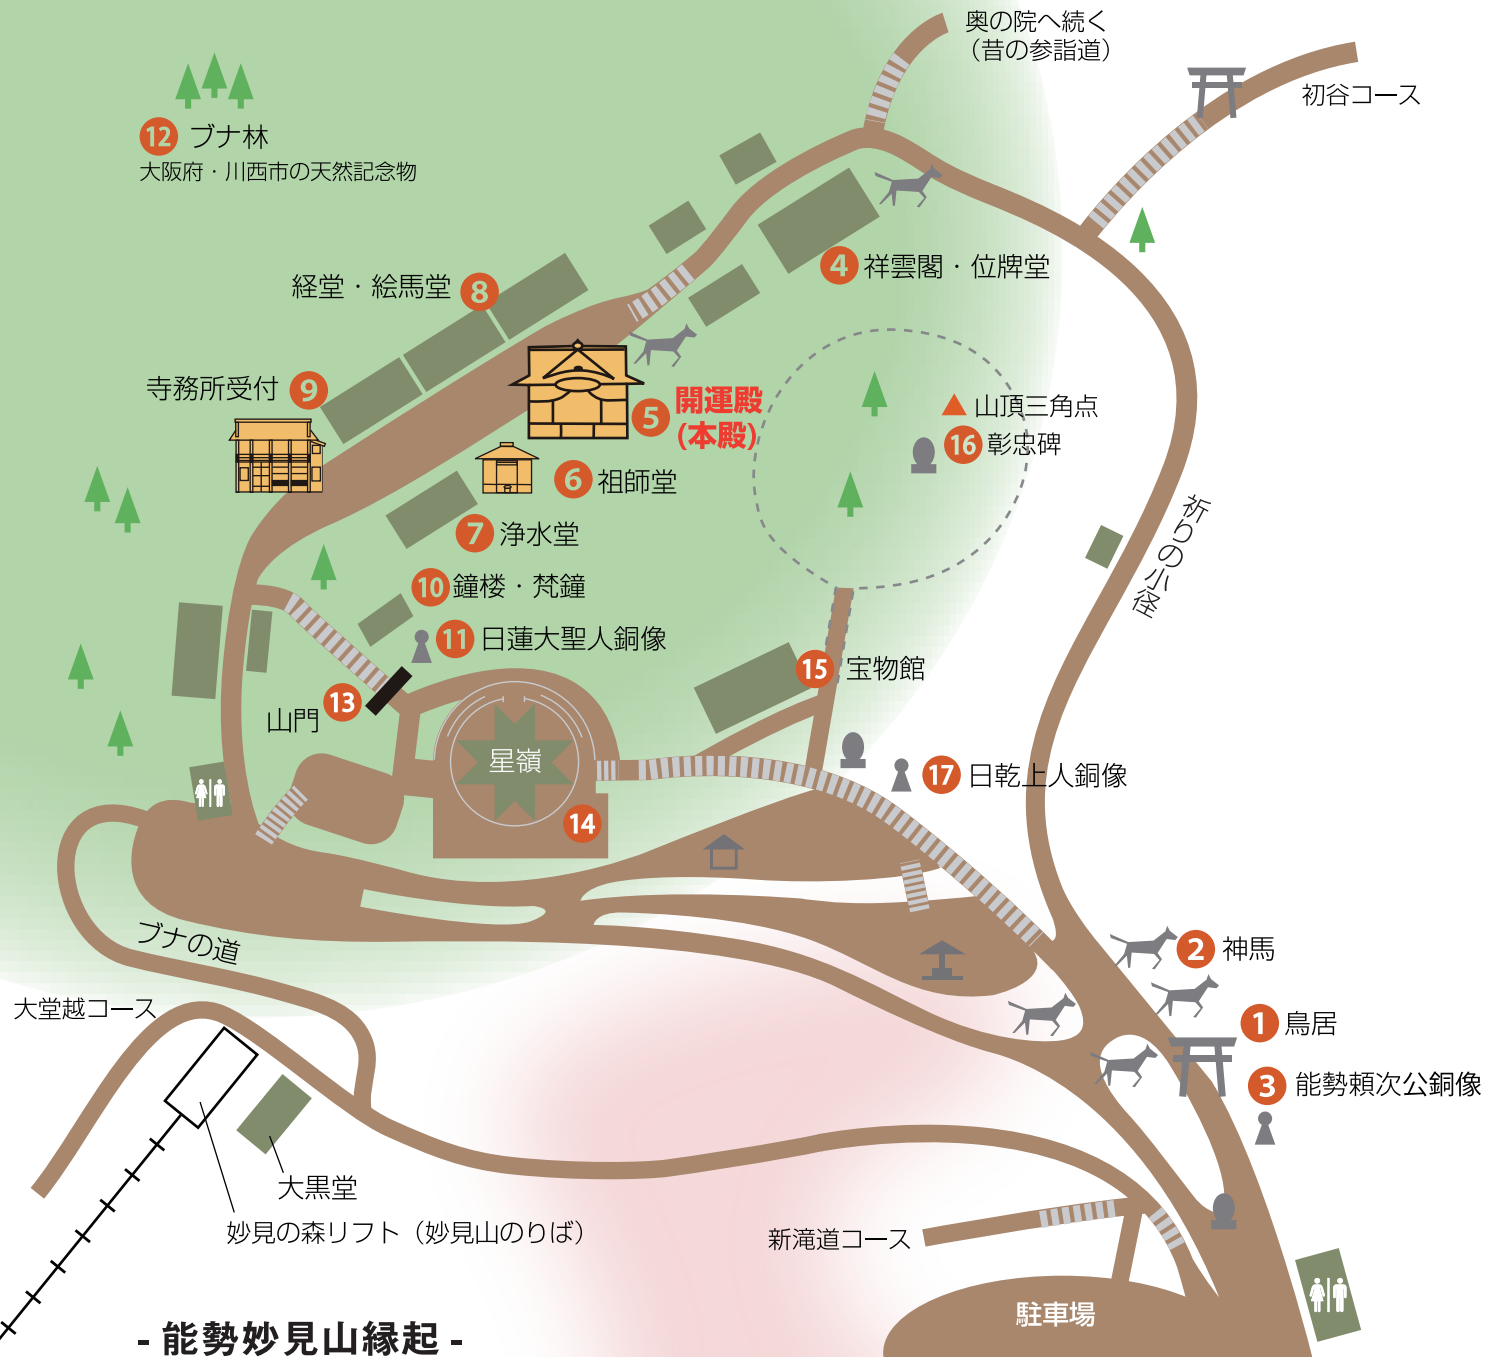 奥の院へ続く
（昔の参詣道）
初谷コース
12 ブナ林
大阪府・川西市の天然記念物
4 祥雲閣・位牌堂
経堂・絵馬堂 8
寺務所受付 9
5 開運殿
(本殿)
山頂三角点
16 彰忠碑
6 祖師堂
7 浄水堂
祈りの小径
10 鐘楼・梵鐘
11 日蓮大聖人銅像
15 宝物館
13
山門
星嶺
14
17 日乾上人銅像
ブナの道
2 神馬
大堂越コース
1 鳥居
3 能勢頼次公銅像
大黒堂
妙見の森リフト（妙見山のりば）
新滝道コース
駐車場
- 能勢妙見山縁起 -